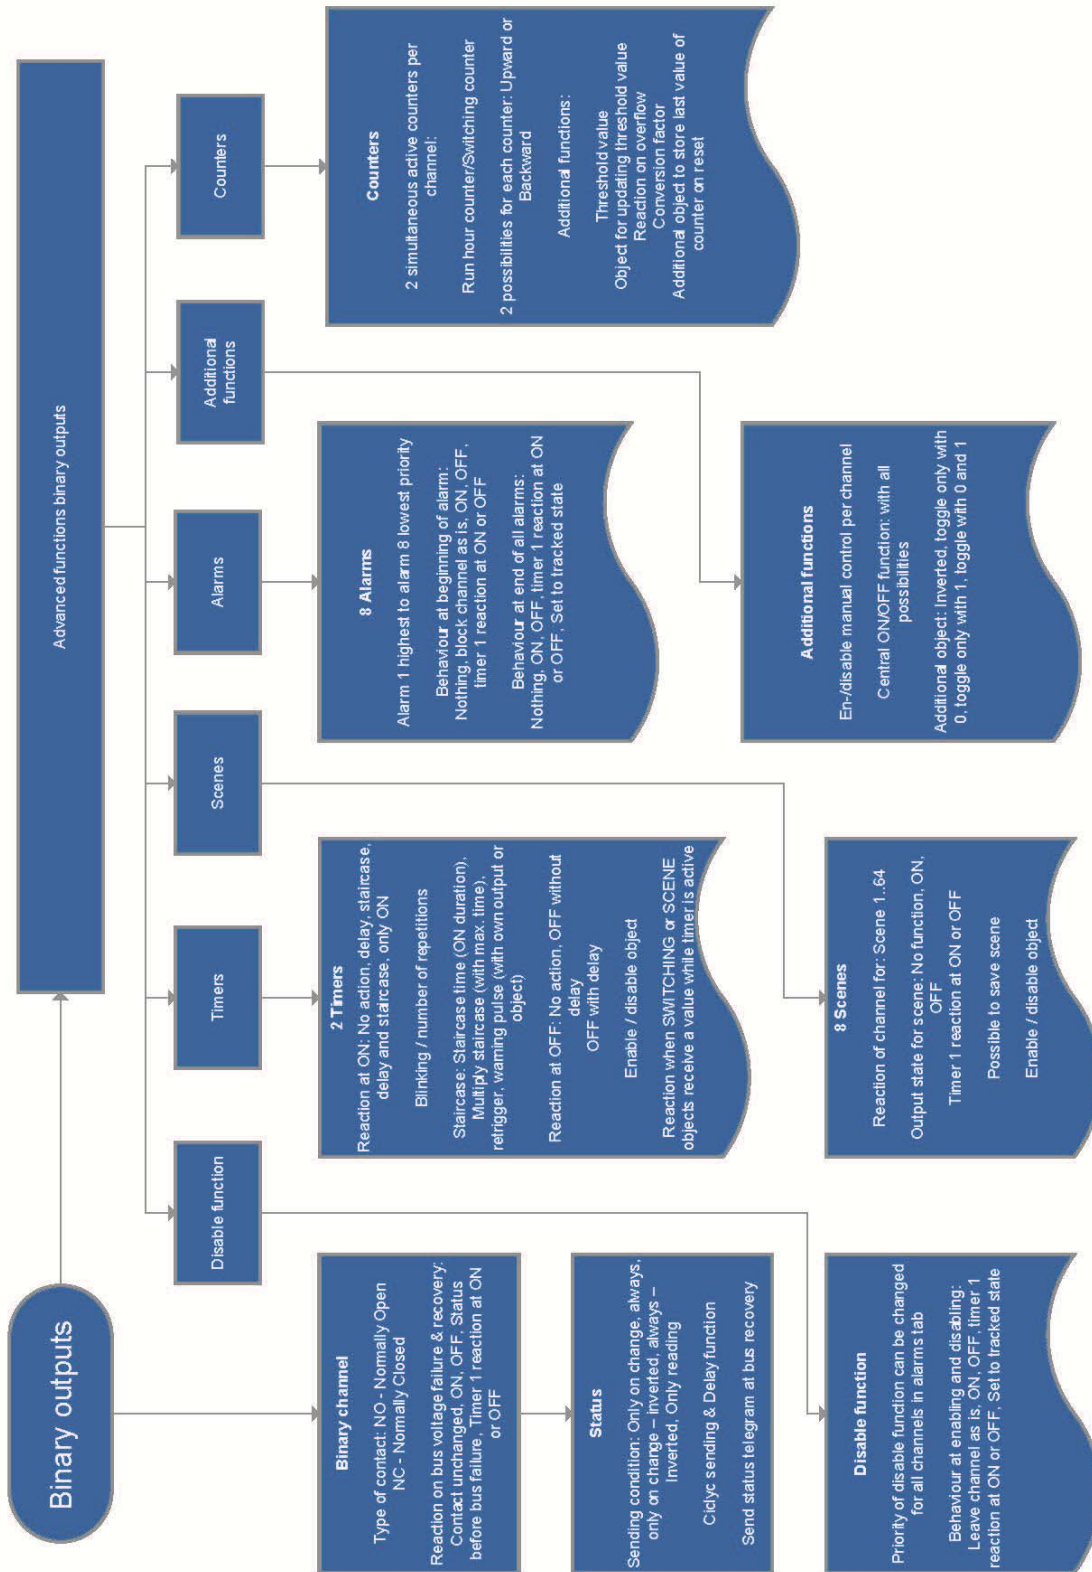 Binary outputs
Advanced functions binary outputs
Disable function
Timers
Scenes
Alarms
Additional
functions
Counters
Binary channel
Type of contact: NO - Normally Open
NC - Normally Closed
Reaction on bus voltage failure & recovery:
Contact unchanged, ON, OFF, Status
before bus failure, Timer 1 reaction at ON
or OFF
Status
Sending condition: Only on change, always,
only on change – Inverted, always –
Inverted, Only reading
Ciclyc sending & Delay function
Send status telegram at bus recovery
Disable function
Priority of disable function can be changed
for all channels in alarms tab
Behaviour at enabling and disabling:
Leave channel as is, ON, OFF, timer 1
reaction at ON or OFF, Set to tracked state
2 Timers
Reaction at ON: No action, delay, staircase,
delay and staircase, only ON
Blinking / number of repetitions
Staircase: Staircase time (ON duration),
Multiply staircase (with max. time),
retrigger, warning pulse (with own output or
object)
Reaction at OFF: No action, OFF without
delay
OFF with delay
Enable / disable object
Reaction when SWITCHING or SCENE
objects receive a value while timer is active
8 Scenes
Reaction of channel for: Scene 1..64
Output state for scene: No function, ON,
OFF
Timer 1 reaction at ON or OFF
Possible to save scene
Enable / disable object
8 Alarms
Alarm 1 highest to alarm 8 lowest priority
Behaviour at beginning of alarm:
Nothing, block channel as is, ON, OFF,
timer 1 reaction at ON or OFF
Behaviour at end of all alarms:
Nothing, ON, OFF, timer 1 reaction at ON
or OFF, Set to tracked state
Additional functions
En-/disable manual control per channel
Central ON/OFF function: with all
possibilities
Additional object: Inverted, toggle only with
0, toggle only with 1, toggle with 0 and 1
Counters
2 simultaneous active counters per
channel:
Run hour counter/Switching counter
2 possibilities for each counter: Upward or
Backward
Additional functions:
Threshold value
Object for updating threshold value
Reaction on overflow
Conversion factor
Additional object to store last value of
counter on reset